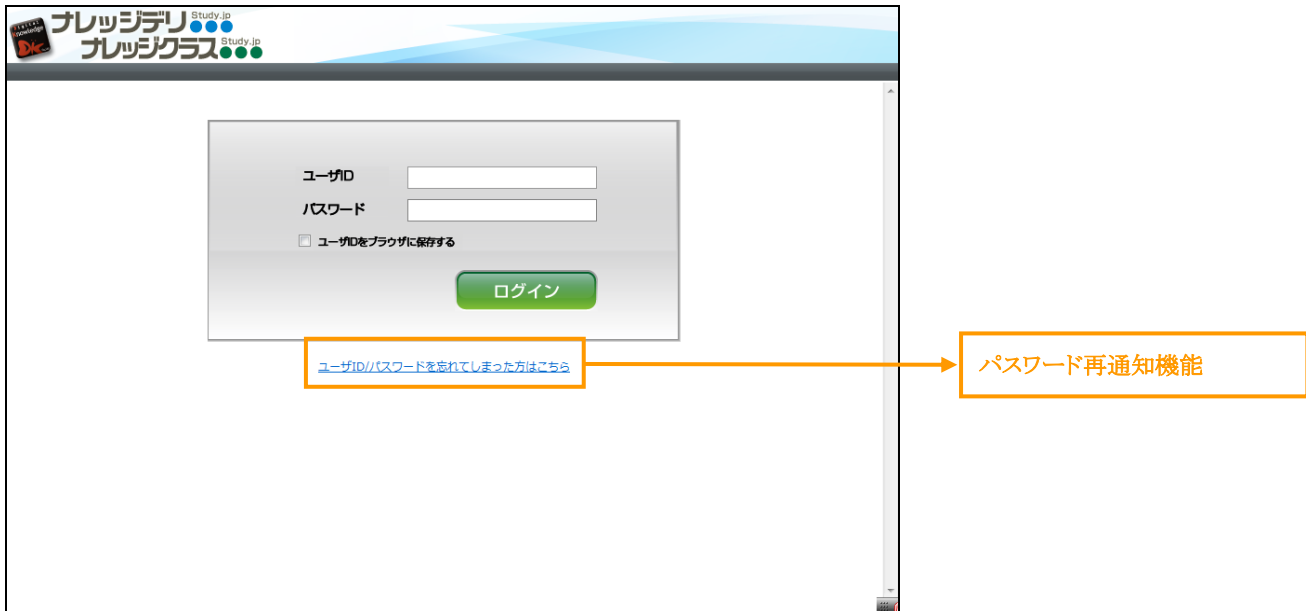 ナレッジデリ Study.jp
ナレッジクラス Study.jp
ユーザID
パスワード
ユーザIDをブラウザに保存する
ログイン
ユーザID/パスワードを忘れてしまった方はこちら
パスワード再通知機能